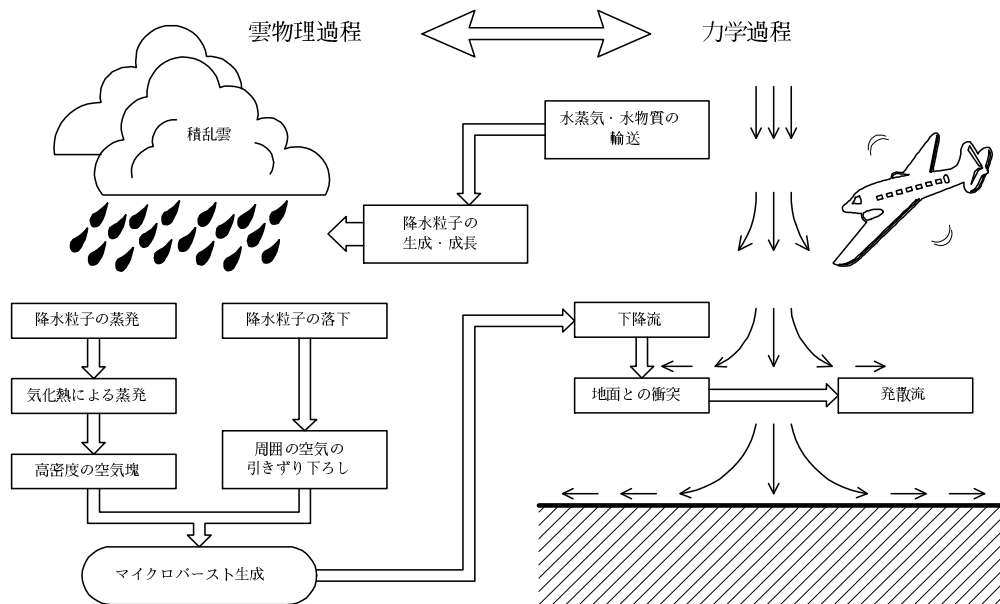 雲物理過程
力学過程
積乱雲
水蒸気・水物質の
輸送
降水粒子の
生成・成長
降水粒子の蒸発
降水粒子の落下
下降流
気化熱による蒸発
地面との衝突
発散流
高密度の空気塊
周囲の空気の
引きずり下ろし
マイクロバースト生成